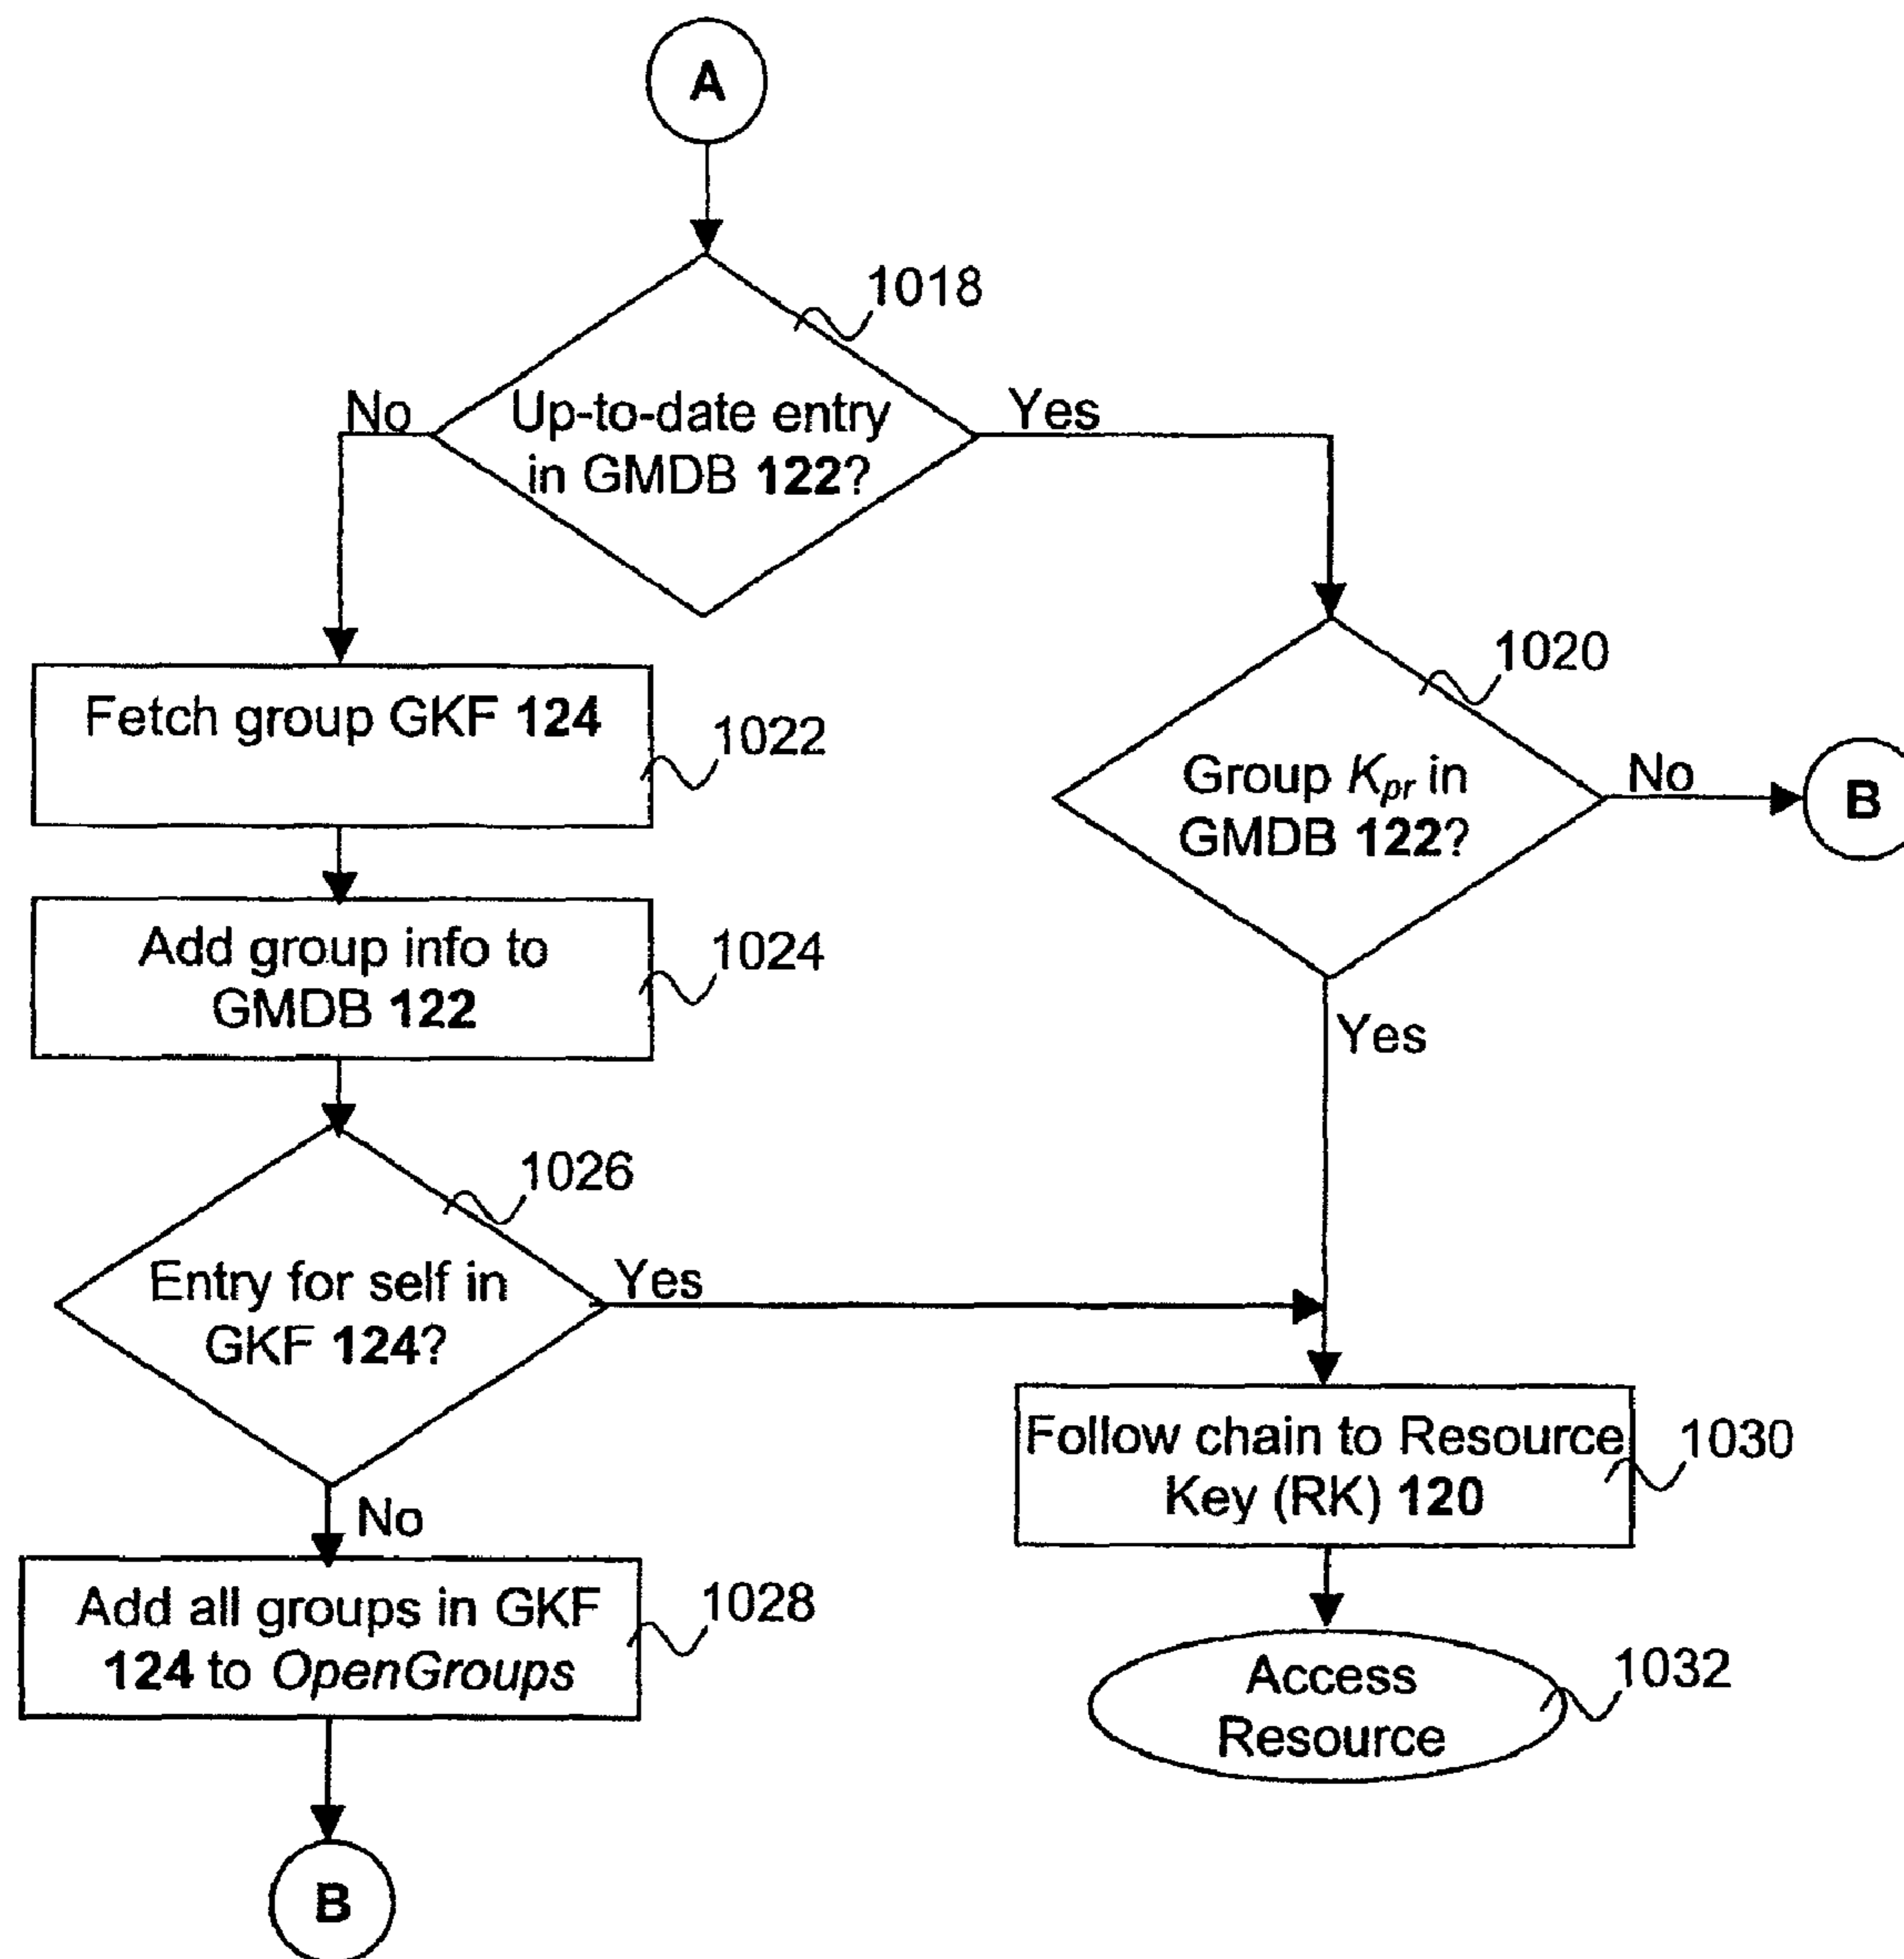 A
1018
No
Up-to-date entry
in GMDB 122?
Yes
1020
Fetch group GKF 124
1022
Group Kpr in
GMDB 122?
No
B
Add group info to
GMDB 122
1024
Yes
1026
Entry for self in
GKF 124?
Yes
Follow chain to Resource
Key (RK) 120
1030
No
Add all groups in GKF
124 to OpenGroups
1028
Access
Resource
1032
B